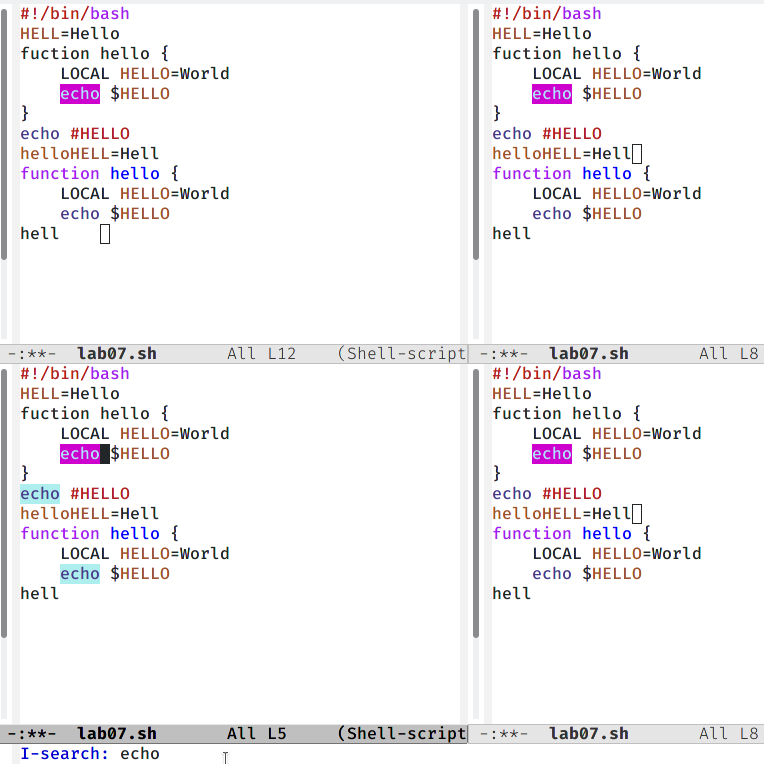 #!/bin/bash
HELL=Hello
fuction hello {
    LOCAL HELLO=World
    echo $HELLO
}
echo #HELLO
helloHELL=Hell
function hello {
    LOCAL HELLO=World
    echo $HELLO
hell
-:**-  lab07.sh       All L12    (Shell-script
#!/bin/bash
HELL=Hello
fuction hello {
    LOCAL HELLO=World
    echo $HELLO
}
echo #HELLO
helloHELL=Hell
function hello {
    LOCAL HELLO=World
    echo $HELLO
hell
-:**-  lab07.sh       All L8
#!/bin/bash
HELL=Hello
fuction hello {
    LOCAL HELLO=World
    echo $HELLO
}
echo #HELLO
helloHELL=Hell
function hello {
    LOCAL HELLO=World
    echo $HELLO
hell
-:**-  lab07.sh       All L5     (Shell-script
#!/bin/bash
HELL=Hello
fuction hello {
    LOCAL HELLO=World
    echo $HELLO
}
echo #HELLO
helloHELL=Hell
function hello {
    LOCAL HELLO=World
    echo $HELLO
hell
-:**-  lab07.sh       All L8
I-search: echo